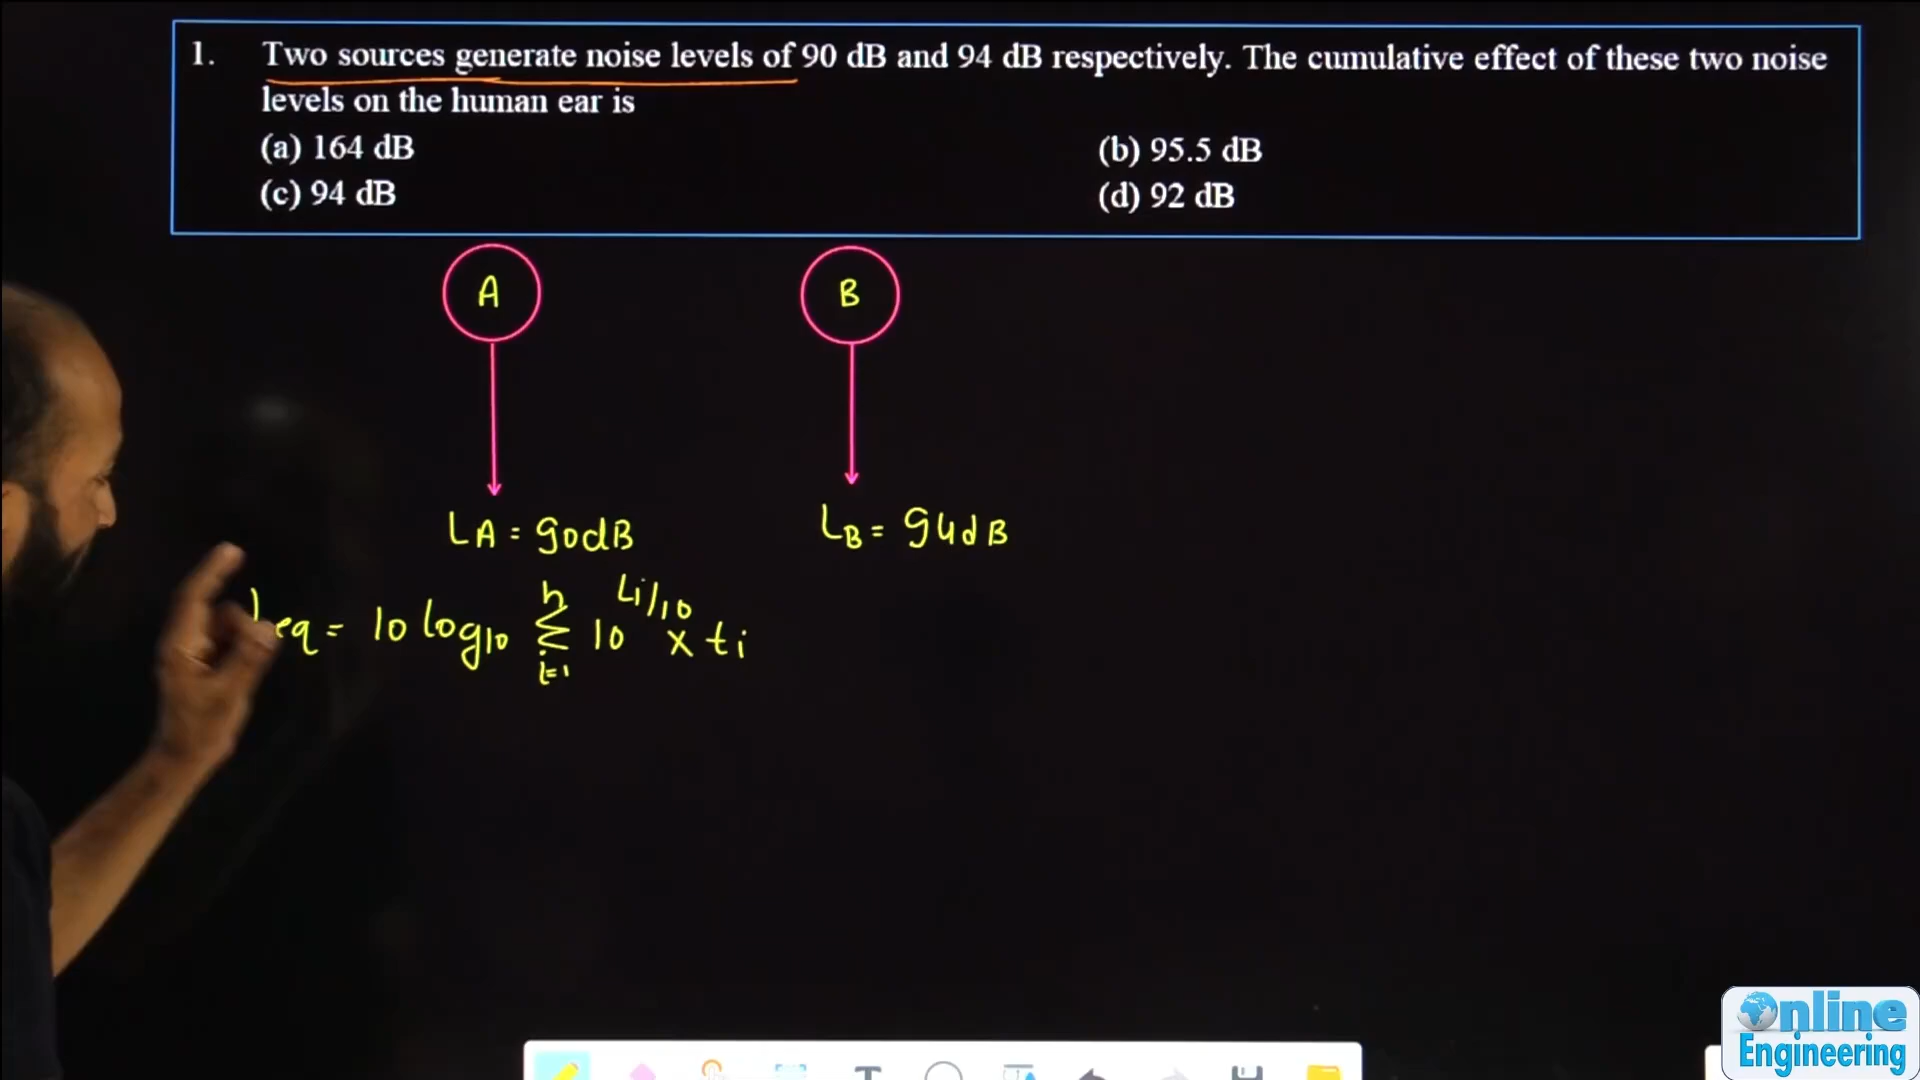 1. Two sources generate noise levels of 90 dB and 94 dB respectively. The cumulative effect of these two noise
levels on the human ear is
(a) 164 dB (b) 95.5 dB
(c) 94 dB (d) 92 dB
A B
LA = 90dB LB = 94dB
Leq = 10 log10 Σ i=1 n 10 Li/10 x ti
T
Online
Engineering